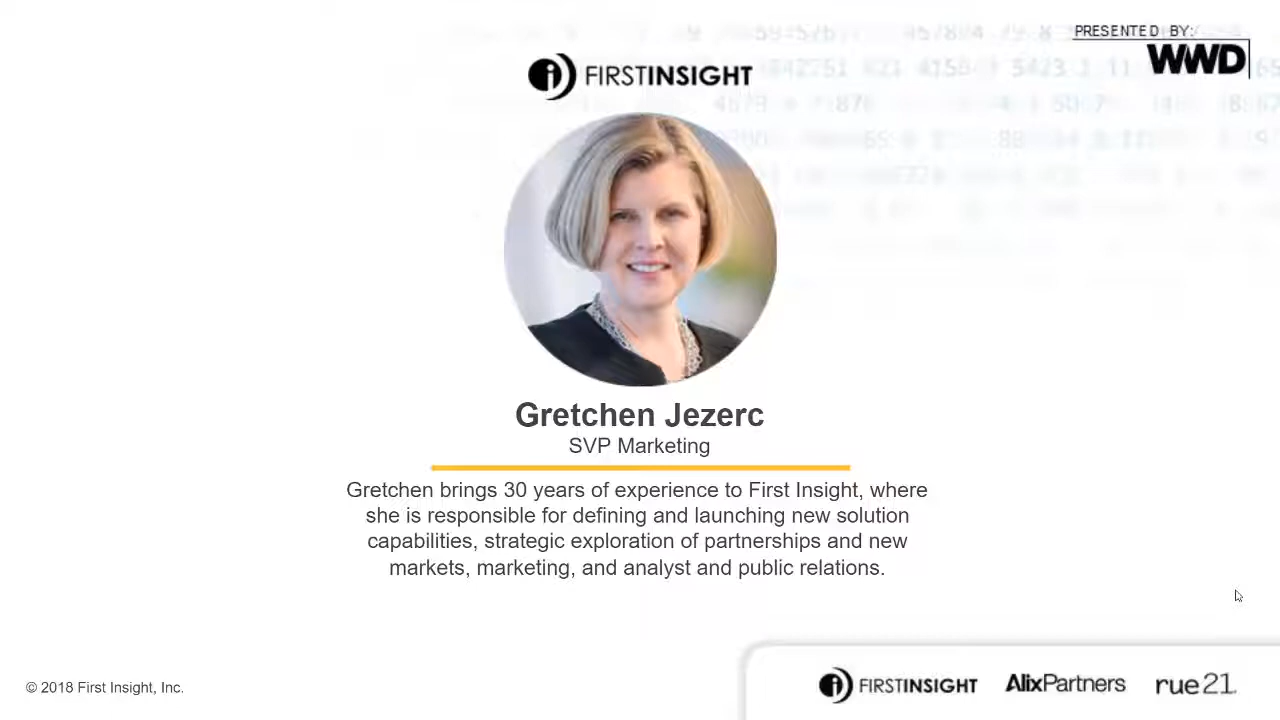 PRESENTED BY:
WWD
FIRSTINSIGHT
Gretchen Jezerc
SVP Marketing
Gretchen brings 30 years of experience to First Insight, where
she is responsible for defining and launching new solution
capabilities, strategic exploration of partnerships and new
markets, marketing, and analyst and public relations.
© 2018 First Insight, Inc.
FIRSTINSIGHT
AlixPartners
rue21